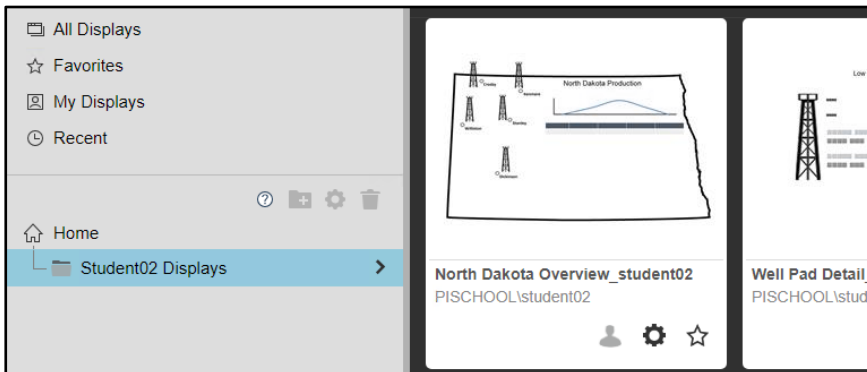 All Displays
Favorites
My Displays
Recent
?
Home
Student02 Displays
North Dakota Production
North Dakota Overview_student02
PISCHOOL\student02
Low
Well Pad Detail_
PISCHOOL\stud